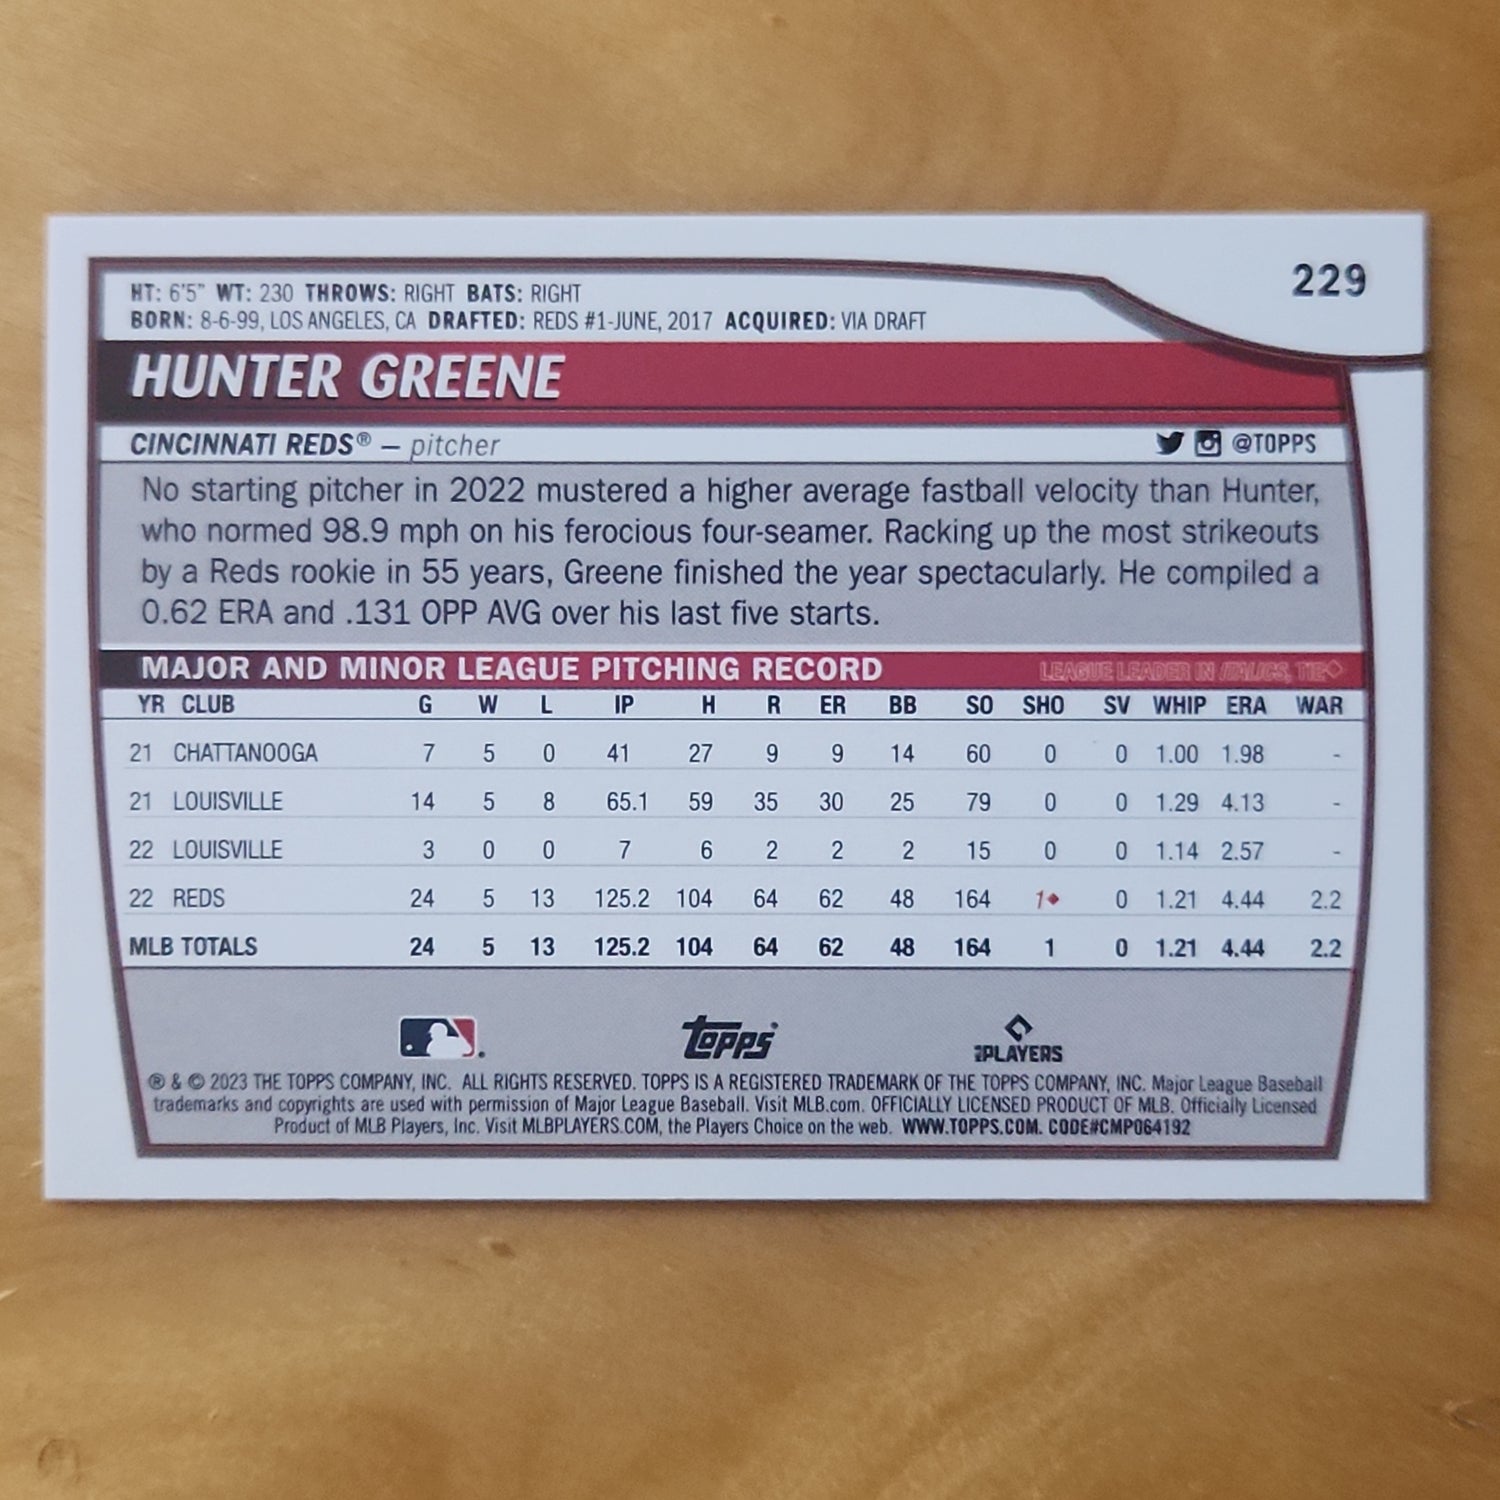 229
HT: 6'5" WT: 230 THROWS: RIGHT BATS: RIGHT
BORN: 8-6-99, LOS ANGELES, CA DRAFTED: REDS #1-JUNE, 2017 ACQUIRED: VIA DRAFT
HUNTER GREENE
CINCINNATI REDS® – pitcher @TOPPS
No starting pitcher in 2022 mustered a higher average fastball velocity than Hunter,
who normed 98.9 mph on his ferocious four-seamer. Racking up the most strikeouts
by a Reds rookie in 55 years, Greene finished the year spectacularly. He compiled a
0.62 ERA and .131 OPP AVG over his last five starts.
MAJOR AND MINOR LEAGUE PITCHING RECORD LEAGUE LEADER IN ITALICS, TIE◆
YR CLUB G W L IP H R ER BB SO SHO SV WHIP ERA WAR
21 CHATTANOOGA 7 5 0 41 27 9 9 14 60 0 0 1.00 1.98 -
21 LOUISVILLE 14 5 8 65.1 59 35 30 25 79 0 0 1.29 4.13 -
22 LOUISVILLE 3 0 0 7 6 2 2 2 15 0 0 1.14 2.57 -
22 REDS 24 5 13 125.2 104 64 62 48 164 1◆ 0 1.21 4.44 2.2
MLB TOTALS 24 5 13 125.2 104 64 62 48 164 1 0 1.21 4.44 2.2
topps PLAYERS
® & © 2023 THE TOPPS COMPANY, INC. ALL RIGHTS RESERVED. TOPPS IS A REGISTERED TRADEMARK OF THE TOPPS COMPANY, INC. Major League Baseball
trademarks and copyrights are used with permission of Major League Baseball. Visit MLB.com. OFFICIALLY LICENSED PRODUCT OF MLB. Officially Licensed
Product of MLB Players, Inc. Visit MLBPLAYERS.COM, the Players Choice on the web. WWW.TOPPS.COM. CODE#CMP064192